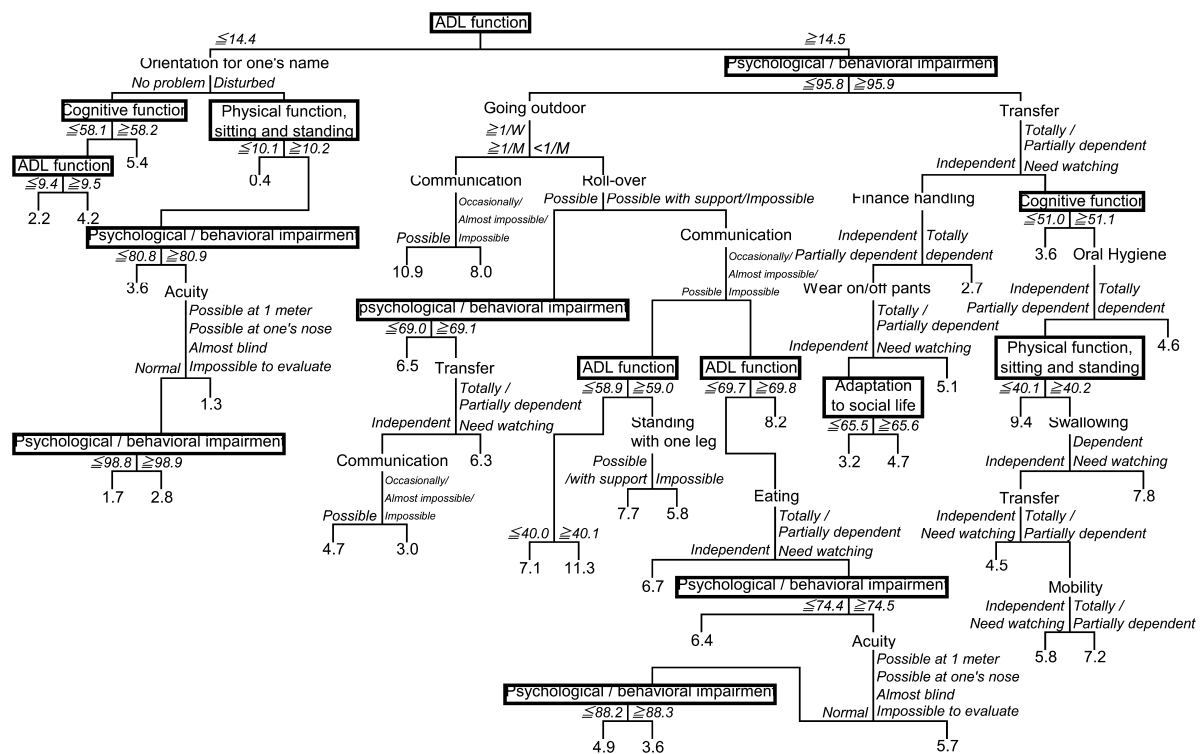 ADL function
≦14.4 ≧14.5
Orientation for one's name
Psychological / behavioral impairment
No problem Disturbed
≦95.8 ≧95.9
Cognitive function
Physical function,
sitting and standing
Going outdoor
Transfer
≦58.1 ≧58.2
≧1/W
Totally /
Partially dependent
≦10.1 ≧10.2
≧1/M <1/M
ADL function
5.4
Independent Need watching
0.4
Communication
Roll-over
≦9.4 ≧9.5
Possible Possible with support/Impossible
Finance handling
Cognitive function
Occasionally/
Almost impossible/
Possible Impossible
2.2 4.2
≦51.0 ≧51.1
Psychological / behavioral impairment
Communication
Independent Totally
Partially dependent dependent
3.6 Oral Hygiene
≦80.8 ≧80.9
10.9 8.0
Occasionally/
Almost impossible/
Possible Impossible
3.6 Acuity
Wear on/off pants
2.7
Independent Totally
Partially dependent dependent
Possible at 1 meter
Possible at one's nose
Almost blind
Normal Impossible to evaluate
psychological / behavioral impairment
Totally /
Partially dependent
Independent Need watching
≦69.0 ≧69.1
Physical function,
sitting and standing
4.6
6.5 Transfer
ADL function
ADL function
Adaptation
to social life
5.1
≦40.1 ≧40.2
1.3
Totally /
Partially dependent
Independent Need watching
≦58.9 ≧59.0
≦69.7 ≧69.8
9.4 Swallowing
Standing
with one leg
8.2
≦65.5 ≧65.6
Dependent
Independent Need watching
Psychological / behavioral impairment
3.2 4.7
≦98.8 ≧98.9
Communication
6.3
Possible
/with support Impossible
1.7 2.8
Occasionally/
Almost impossible/
Possible Impossible
7.7 5.8
Eating
Transfer
7.8
Totally /
Partially dependent
Independent Need watching
Independent Totally /
Need watching Partially dependent
4.7 3.0
≦40.0 ≧40.1
7.1 11.3
4.5
6.7 Psychological / behavioral impairment
Mobility
≦74.4 ≧74.5
Independent Totally /
Need watching Partially dependent
6.4 Acuity
5.8 7.2
Possible at 1 meter
Possible at one's nose
Almost blind
Normal Impossible to evaluate
Psychological / behavioral impairment
≦88.2 ≧88.3
4.9 3.6
5.7